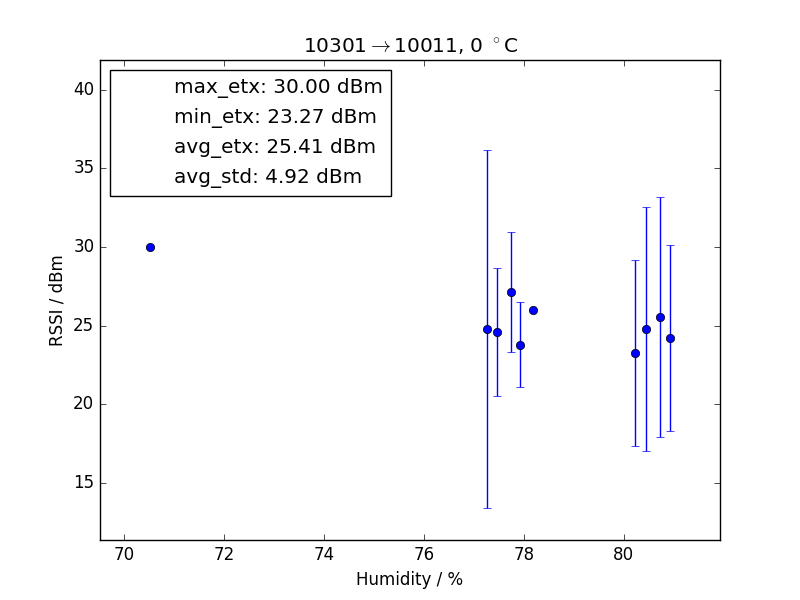 10301→10011, 0 °C
max_etx: 30.00 dBm
min_etx: 23.27 dBm
avg_etx: 25.41 dBm
avg_std: 4.92 dBm
40
35
30
25
20
15
RSSI / dBm
70 72 74 76 78 80
Humidity / %